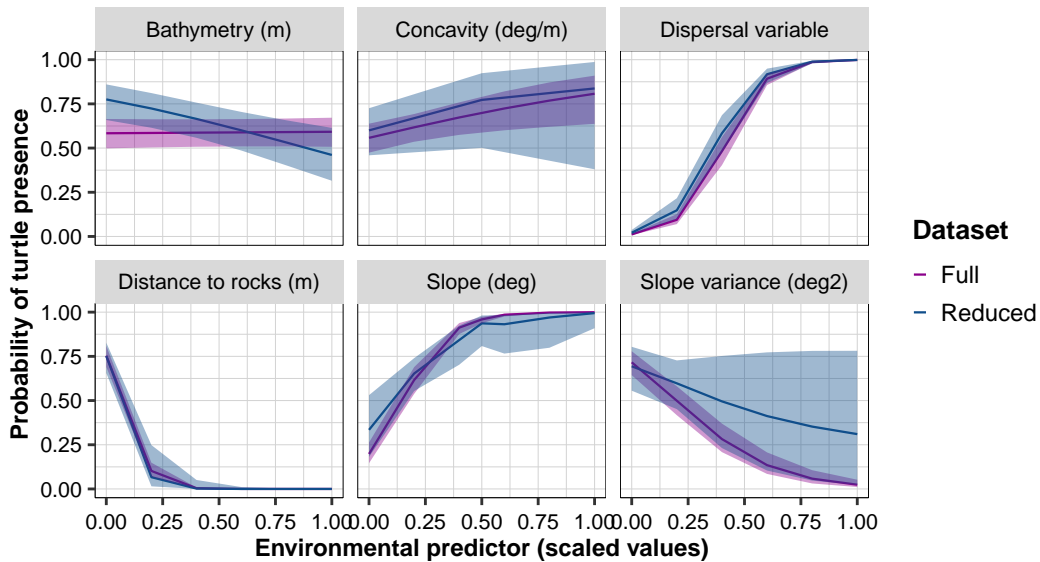 Bathymetry (m) Concavity (deg/m) Dispersal variable
1.00
0.75
0.50
0.25
0.00
Distance to rocks (m) Slope (deg) Slope variance (deg2)
1.00
0.75
0.50
0.25
0.00
0.00 0.25 0.50 0.75 1.00 0.00 0.25 0.50 0.75 1.00 0.00 0.25 0.50 0.75 1.00
Environmental predictor (scaled values)
Probability of turtle presence
Dataset
Full
Reduced